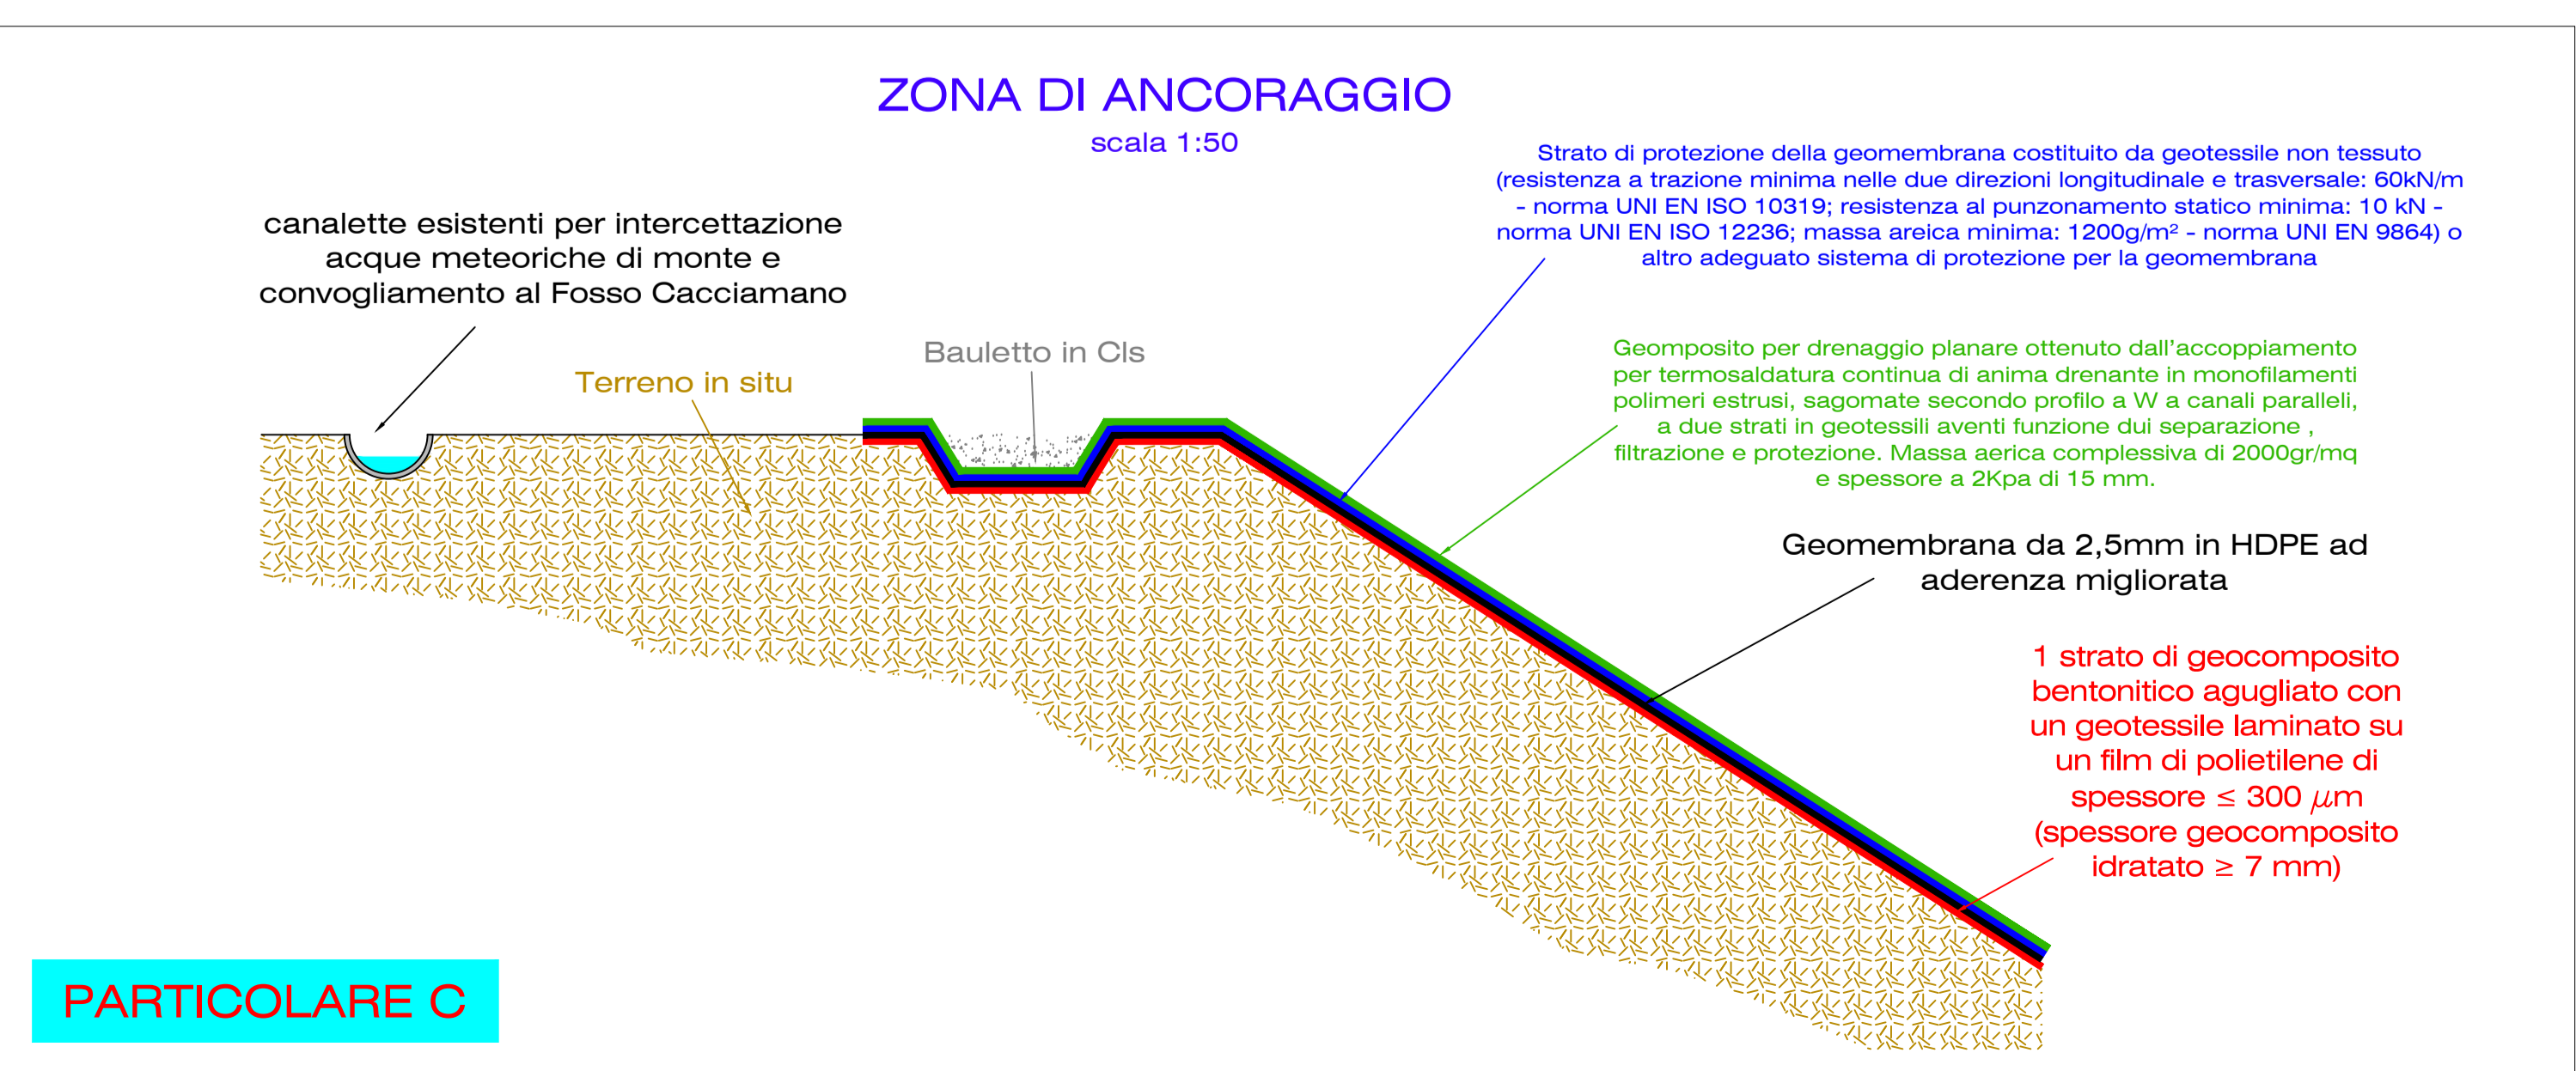 ZONA DI ANCORAGGIO
scala 1:50
Strato di protezione della geomembrana costituito da geotessile non tessuto
(resistenza a trazione minima nelle due direzioni longitudinale e trasversale: 60kN/m
- norma UNI EN ISO 10319; resistenza al punzonamento statico minima: 10 kN -
norma UNI EN ISO 12236; massa areica minima: 1200g/m² - norma UNI EN 9864) o
altro adeguato sistema di protezione per la geomembrana
canalette esistenti per intercettazione
acque meteoriche di monte e
convogliamento al Fosso Cacciamano
Bauletto in Cls
Terreno in situ
Geomposito per drenaggio planare ottenuto dall'accoppiamento
per termosaldatura continua di anima drenante in monofilamenti
polimeri estrusi, sagomate secondo profilo a W a canali paralleli,
a due strati in geotessili aventi funzione dui separazione ,
filtrazione e protezione. Massa aerica complessiva di 2000gr/mq
e spessore a 2Kpa di 15 mm.
Geomembrana da 2,5mm in HDPE ad
aderenza migliorata
1 strato di geocomposito
bentonitico agugliato con
un geotessile laminato su
un film di polietilene di
spessore ≤ 300 μm
(spessore geocomposito
idratato ≥ 7 mm)
PARTICOLARE C